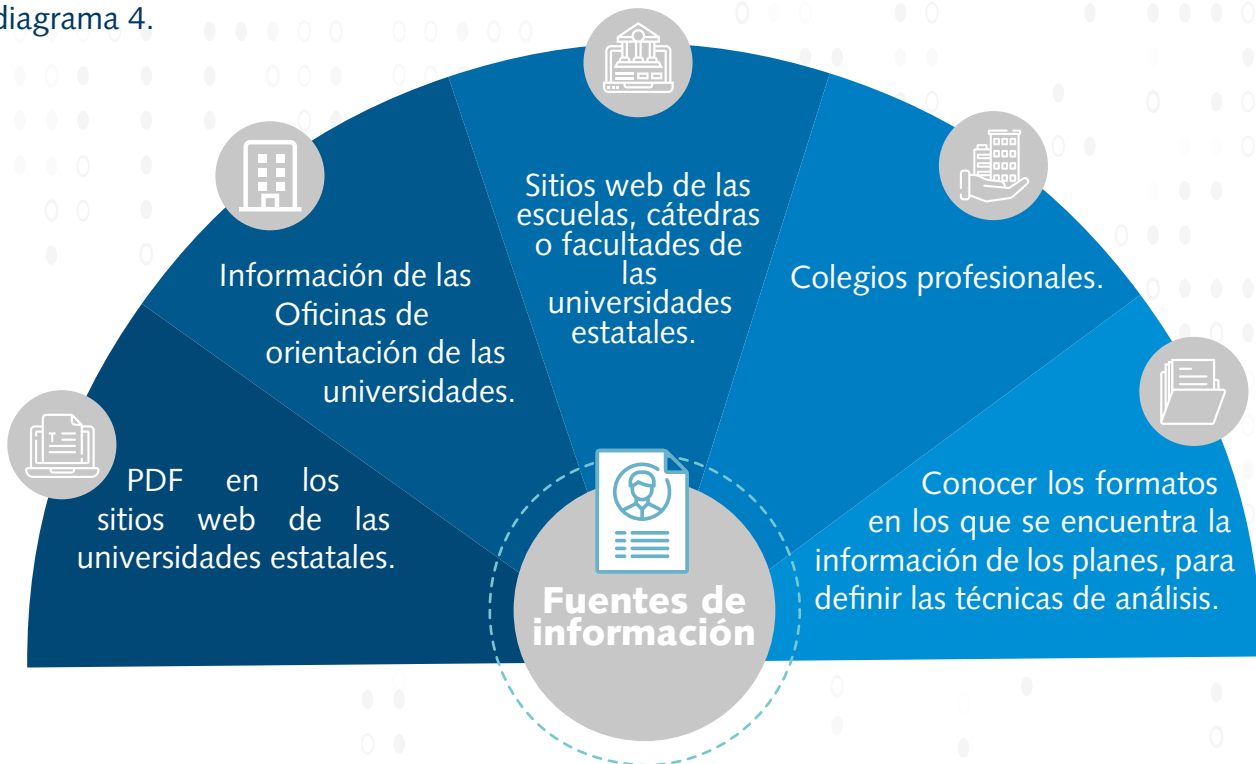 diagrama 4.
PDF en los
sitios web de las
universidades estatales.
Información de las
Oficinas de
orientación de las
universidades.
Sitios web de las
escuelas, cátedras
o facultades de
las
universidades
estatales.
Colegios profesionales.
Conocer los formatos
en los que se encuentra la
información de los planes, para
definir las técnicas de análisis.
Fuentes de
información